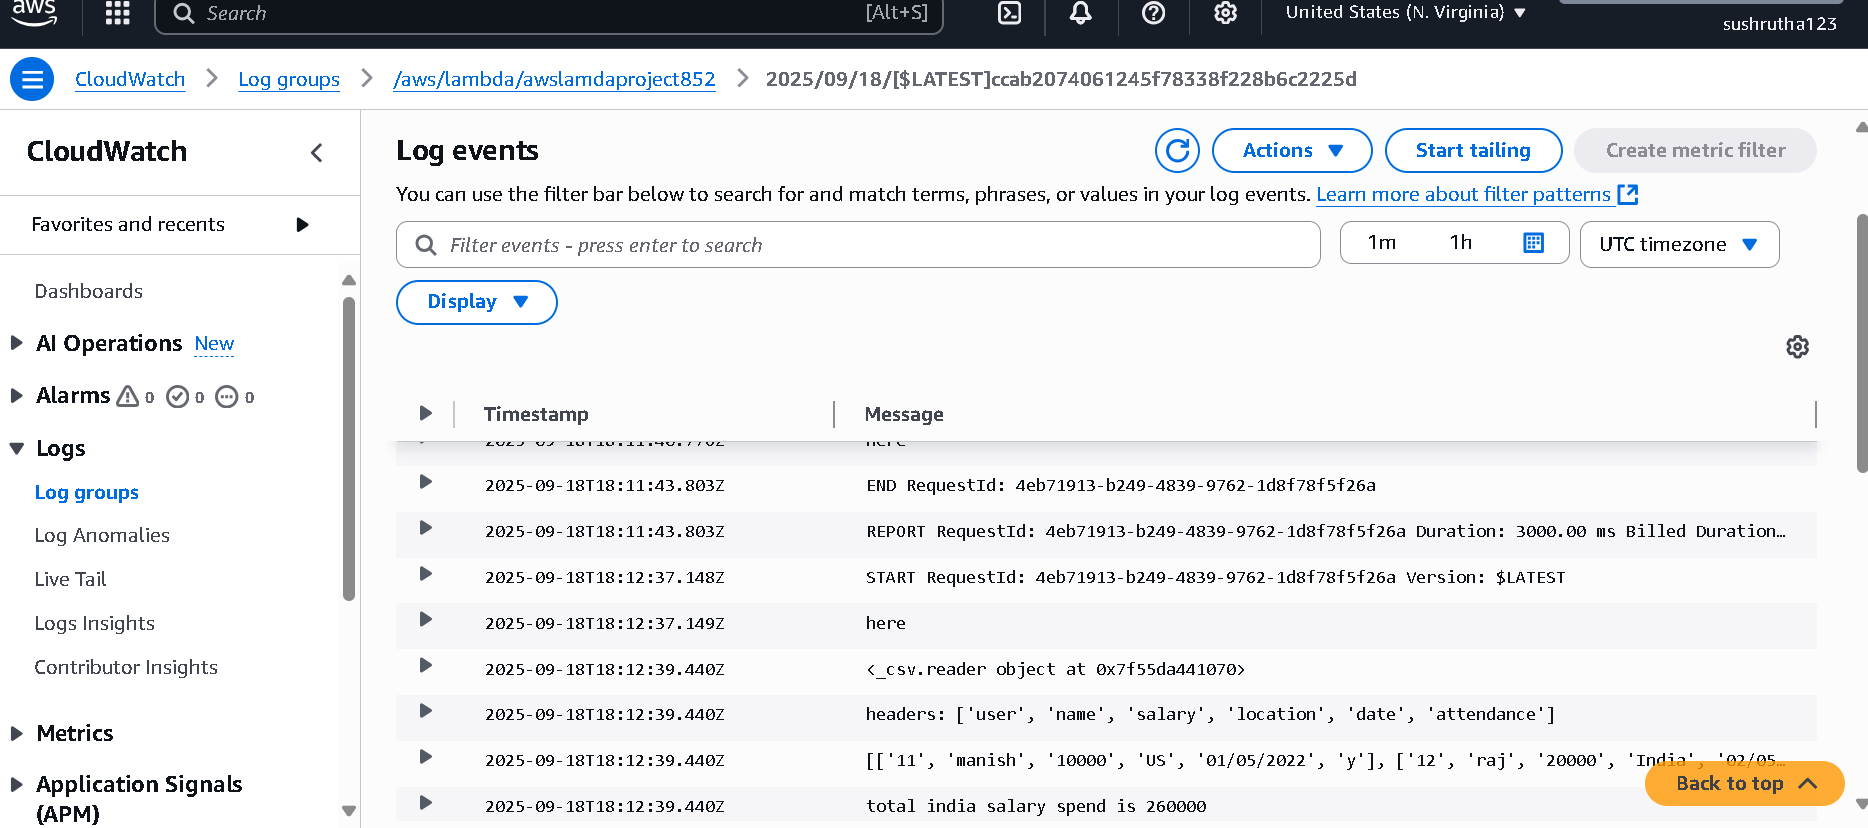 aws
Search
[Alt+S]
United States (N. Virginia)
sushrutha123
CloudWatch
Log groups
/aws/lambda/awslamdaproject852
2025/09/18/[$LATEST]ccab2074061245f78338f228b6c2225d
CloudWatch
Favorites and recents
Dashboards
AI Operations New
Alarms 0 0 0
Logs
Log groups
Log Anomalies
Live Tail
Logs Insights
Contributor Insights
Metrics
Application Signals
(APM)
Log events
Actions
Start tailing
Create metric filter
You can use the filter bar below to search for and match terms, phrases, or values in your log events. Learn more about filter patterns
Filter events - press enter to search
1m 1h
UTC timezone
Display
Timestamp Message
here
2025-09-18T18:11:43.803Z END RequestId: 4eb71913-b249-4839-9762-1d8f78f5f26a
2025-09-18T18:11:43.803Z REPORT RequestId: 4eb71913-b249-4839-9762-1d8f78f5f26a Duration: 3000.00 ms Billed Duration…
2025-09-18T18:12:37.148Z START RequestId: 4eb71913-b249-4839-9762-1d8f78f5f26a Version: $LATEST
2025-09-18T18:12:37.149Z here
2025-09-18T18:12:39.440Z <_csv.reader object at 0x7f55da441070>
2025-09-18T18:12:39.440Z headers: ['user', 'name', 'salary', 'location', 'date', 'attendance']
2025-09-18T18:12:39.440Z [['11', 'manish', '10000', 'US', '01/05/2022', 'y'], ['12', 'raj', '20000', 'India', '02/05…
2025-09-18T18:12:39.440Z total india salary spend is 260000
Back to top